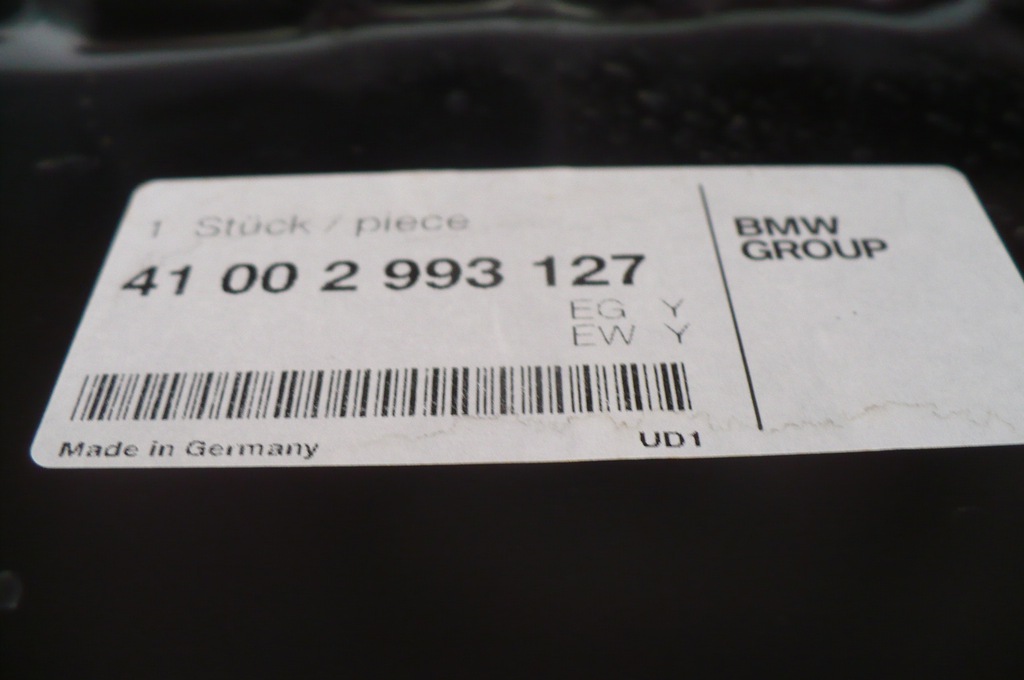 1 Stück / piece
41 00 2 993 127
EG Y
EW Y
Made in Germany
UD1
BMW
GROUP